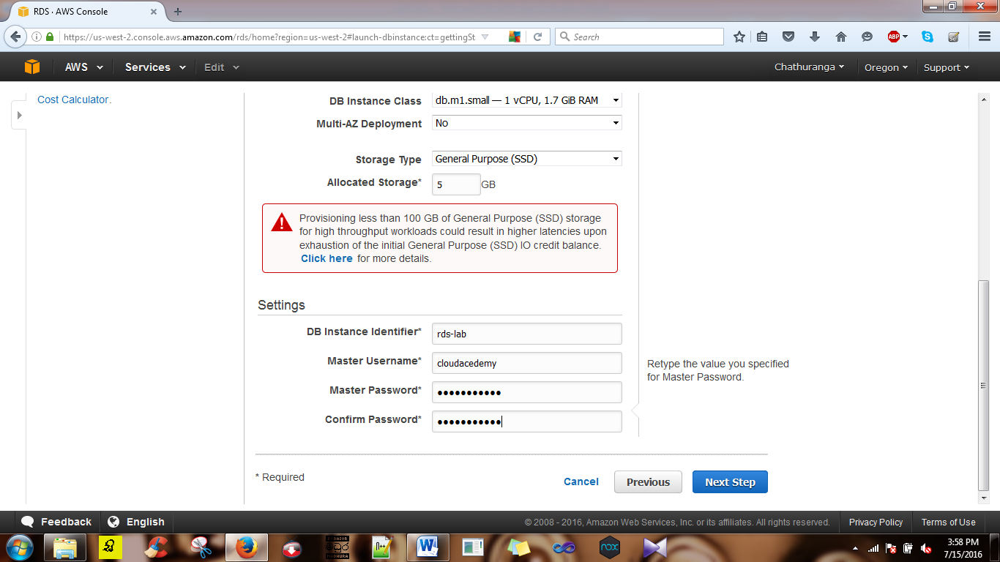 RDS · AWS Console
https://us-west-2.console.aws.amazon.com/rds/home?region=us-west-2#launch-dbinstance:ct=gettingSt
Search
ABP
AWS
Services
Edit
Chathuranga
Oregon
Support
Cost Calculator.
DB Instance Class
db.m1.small — 1 vCPU, 1.7 GiB RAM
Multi-AZ Deployment
No
Storage Type
General Purpose (SSD)
Allocated Storage*
5
GB
Provisioning less than 100 GB of General Purpose (SSD) storage
for high throughput workloads could result in higher latencies upon
exhaustion of the initial General Purpose (SSD) IO credit balance.
Click here for more details.
Settings
DB Instance Identifier*
rds-lab
Master Username*
cloudacedemy
Master Password*
•••••••••••
Confirm Password*
•••••••••••
Retype the value you specified
for Master Password.
* Required
Cancel
Previous
Next Step
Feedback
English
© 2008 - 2016, Amazon Web Services, Inc. or its affiliates. All rights reserved.
Privacy Policy
Terms of Use
3:58 PM
7/15/2016